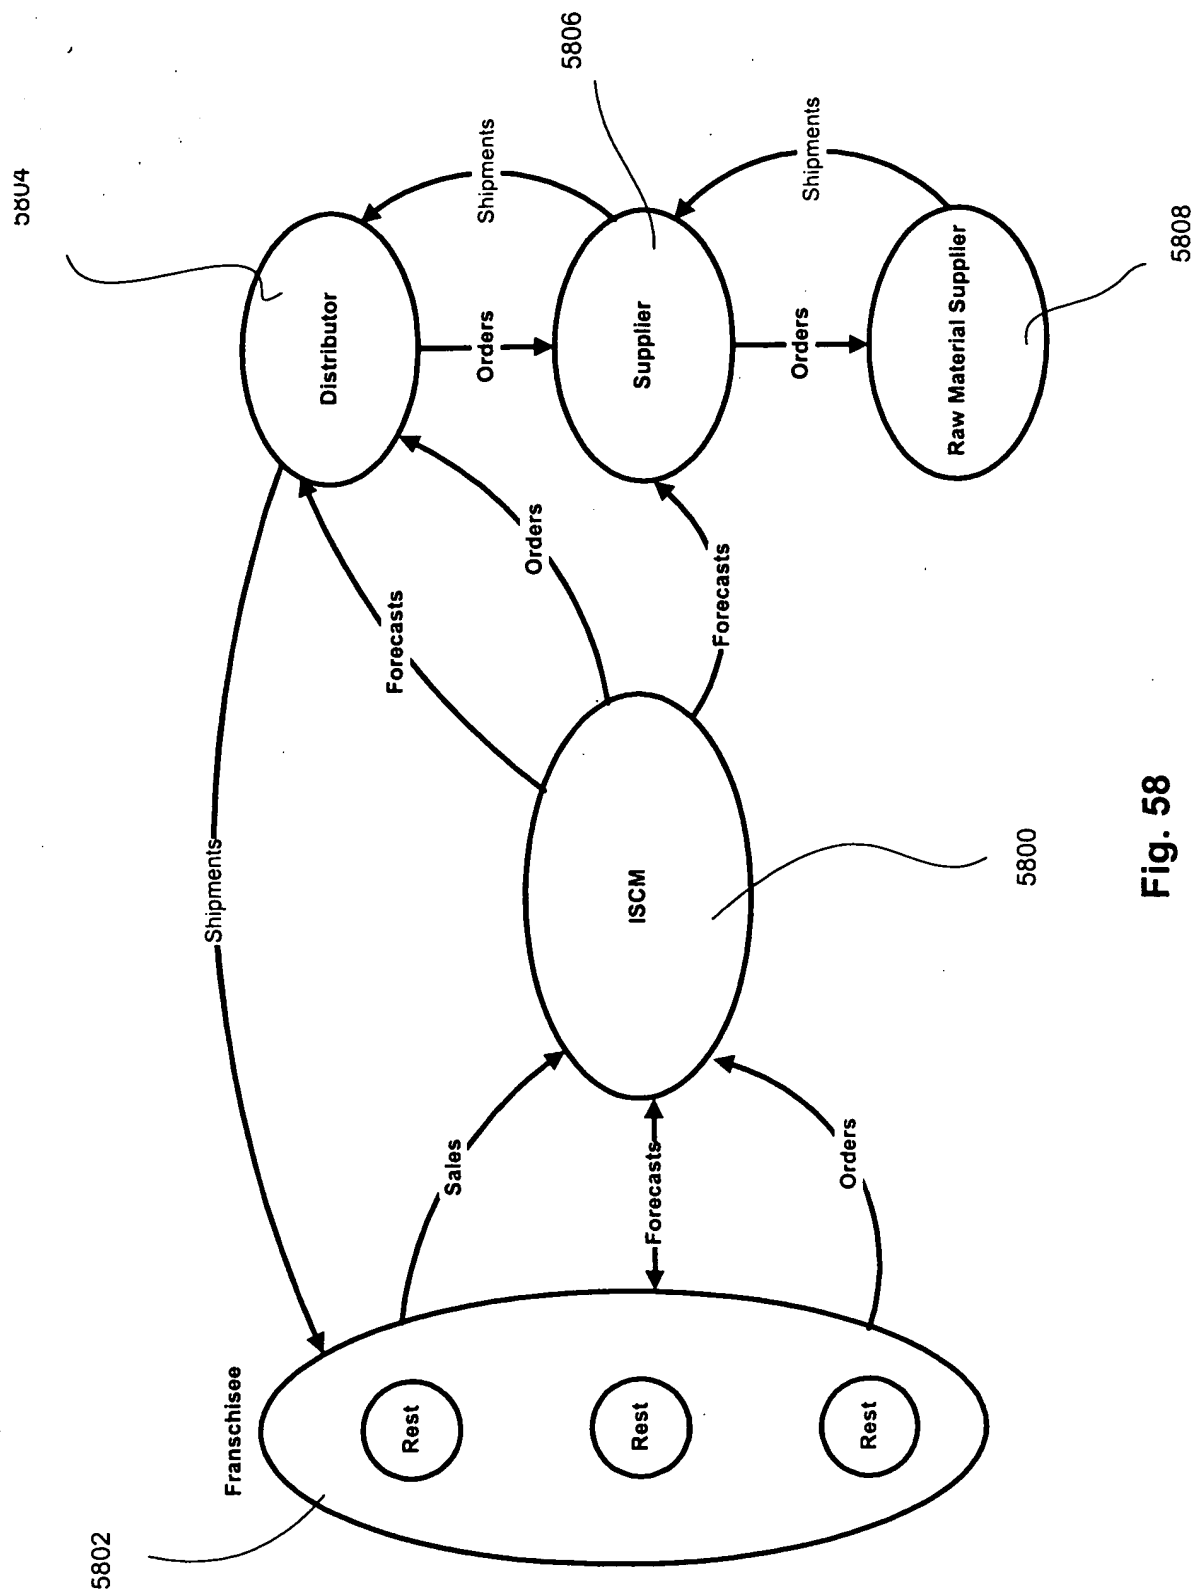 5804
5802
Shipments
Franschisee
Distributor
Forecasts
Rest
Sales
Orders
Shipments
Orders
5806
Rest
Forecasts
ISCM
Supplier
Forecasts
Orders
Shipments
Rest
Orders
Raw Material Supplier
5800
5808
Fig. 58